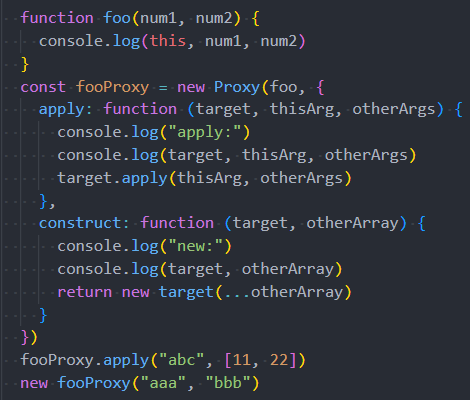 function foo(num1, num2) {
  console.log(this, num1, num2)
}
const fooProxy = new Proxy(foo, {
  apply: function (target, thisArg, otherArgs) {
    console.log("apply:")
    console.log(target, thisArg, otherArgs)
    target.apply(thisArg, otherArgs)
  },
  construct: function (target, otherArray) {
    console.log("new:")
    console.log(target, otherArray)
    return new target(...otherArray)
  }
})
fooProxy.apply("abc", [11, 22])
new fooProxy("aaa", "bbb")